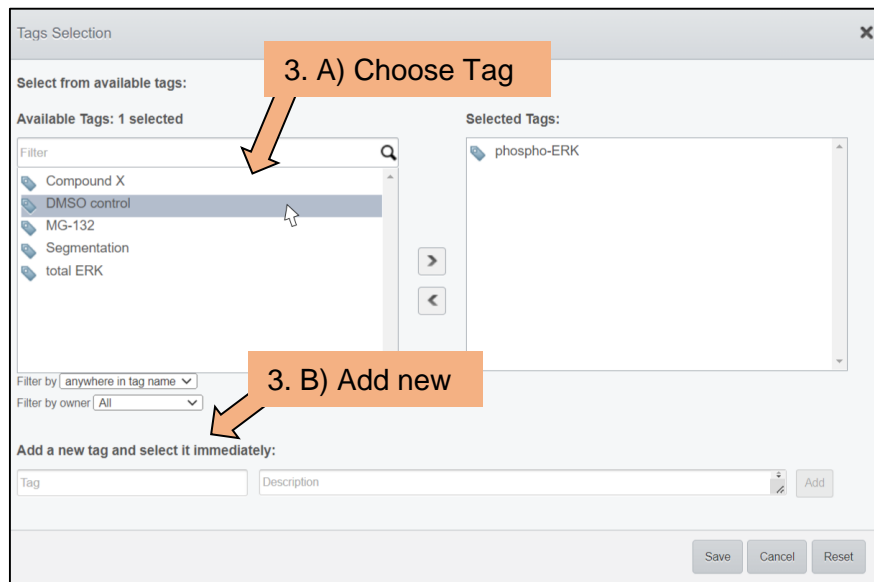 Tags Selection
3. A) Choose Tag
Select from available tags:
Available Tags: 1 selected
Filter
Compound X
DMSO control
MG-132
Segmentation
total ERK
Selected Tags:
phospho-ERK
Filter by anywhere in tag name
Filter by owner All
3. B) Add new
Add a new tag and select it immediately:
Tag
Description
Add
Save
Cancel
Reset